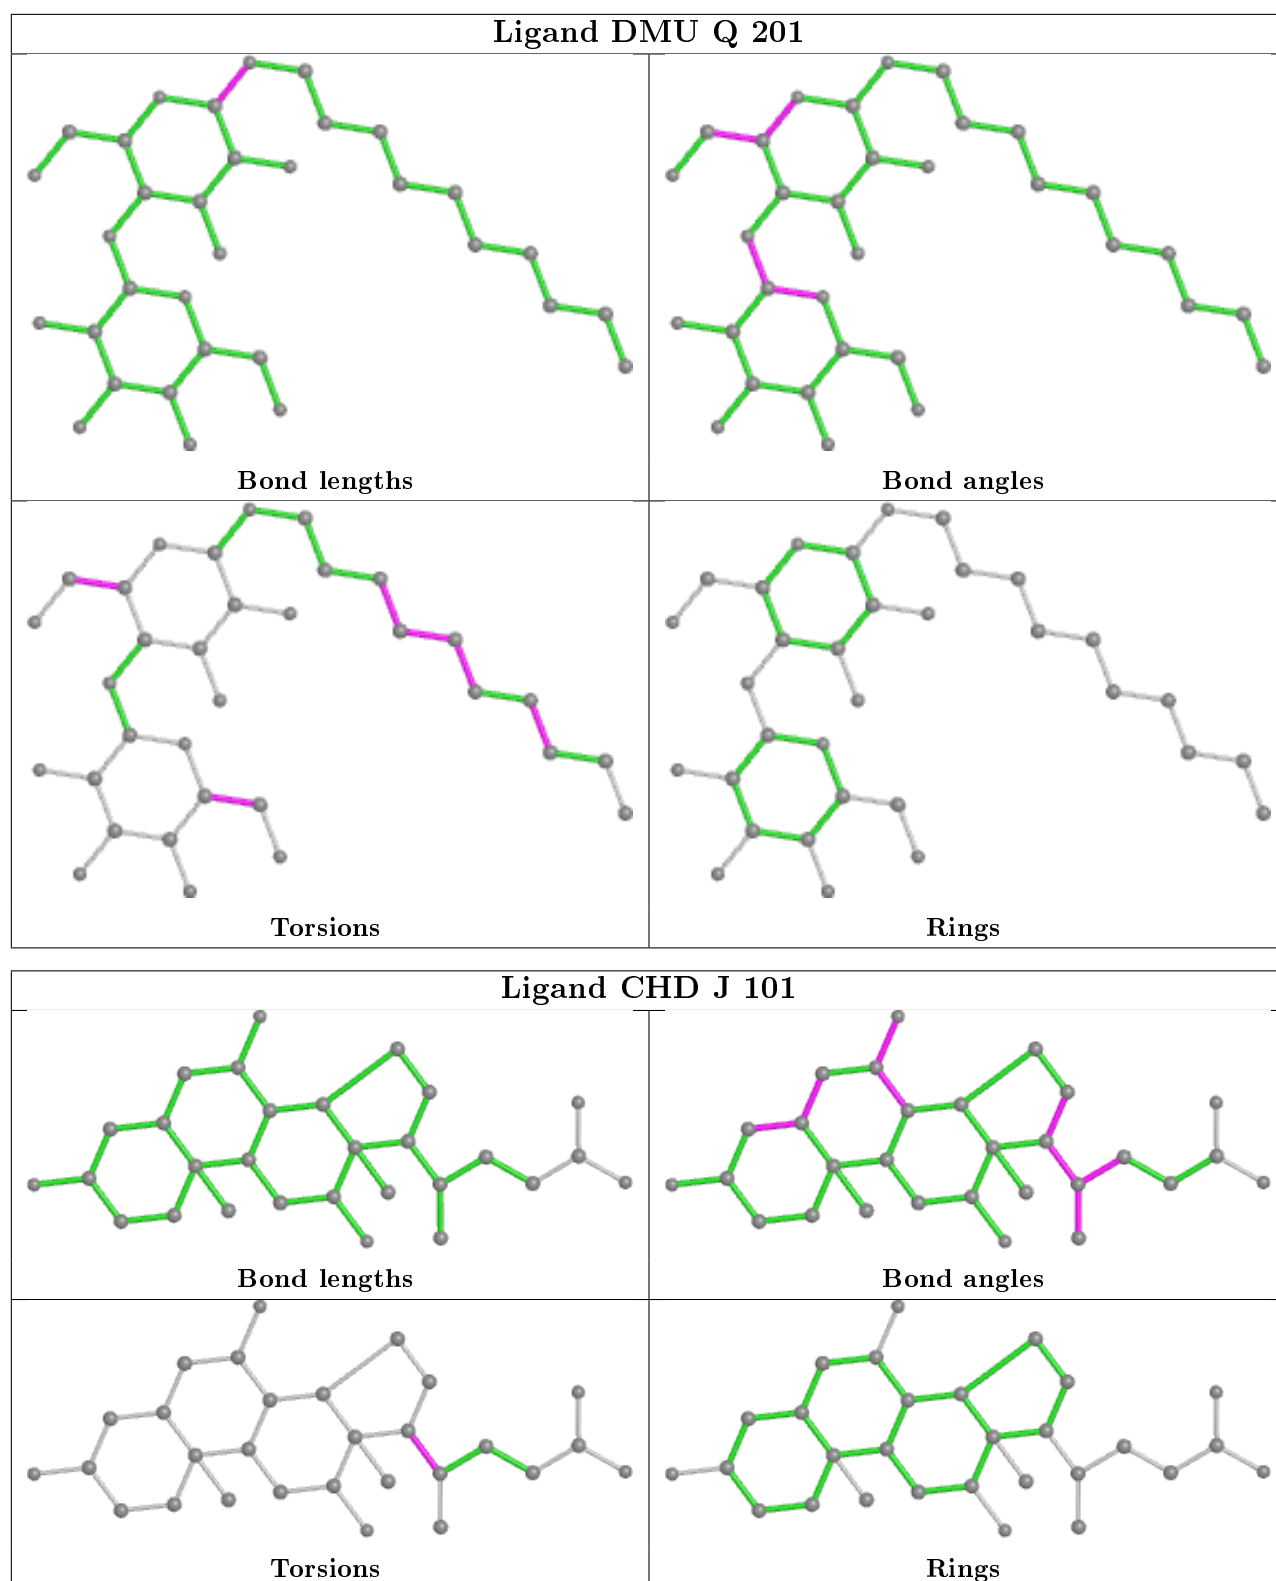 Ligand DMU Q 201
Bond lengths
Bond angles
Torsions
Rings
Ligand CHD J 101
Bond lengths
Bond angles
Torsions
Rings